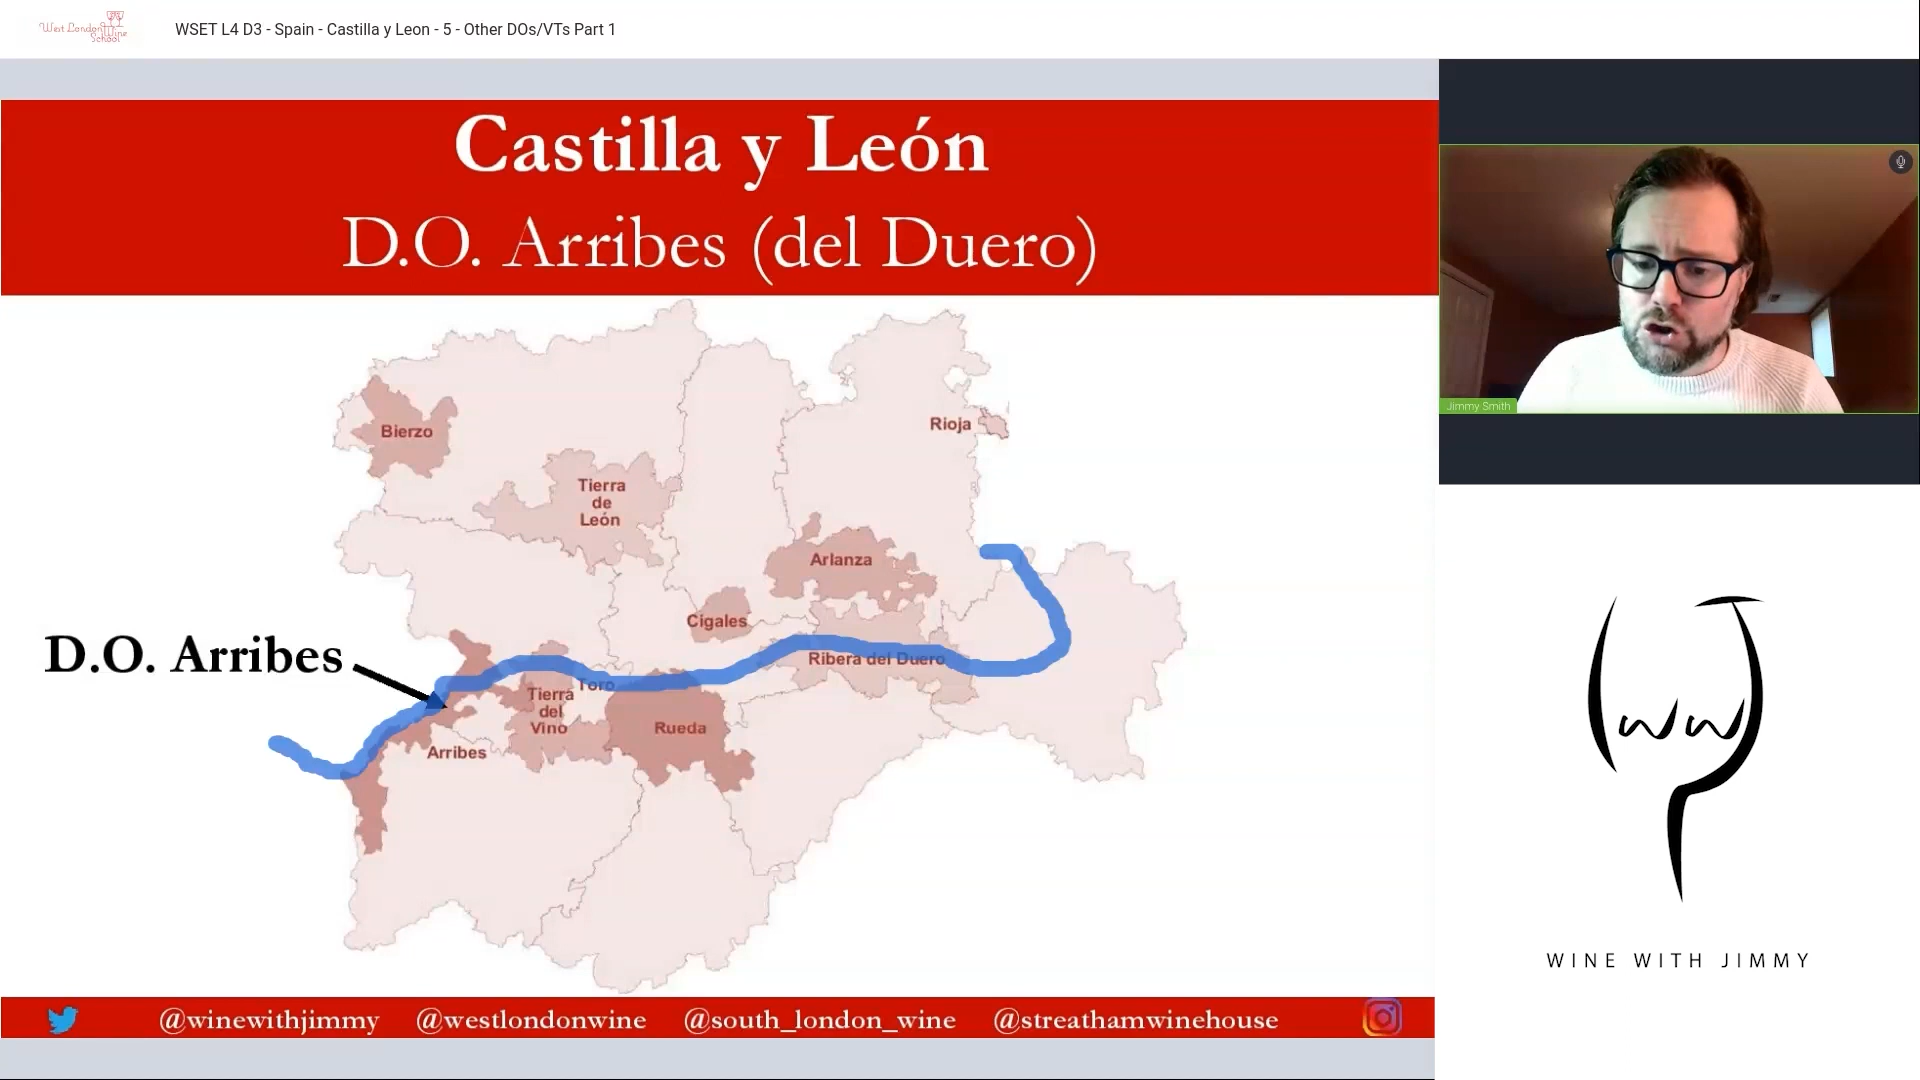 West London Wine School
WSET L4 D3 - Spain - Castilla y Leon - 5 - Other DOs/VTs Part 1
Castilla y León
D.O. Arribes (del Duero)
Bierzo
Rioja
Tierra
de
León
Arlanza
Cigales
D.O. Arribes
Ribera del Duero
Toro
Tierra
del
Vino
Rueda
Arribes
@winewithjimmy @westlondonwine @south_london_wine @streathamwinehouse
Jimmy Smith
WINE WITH JIMMY